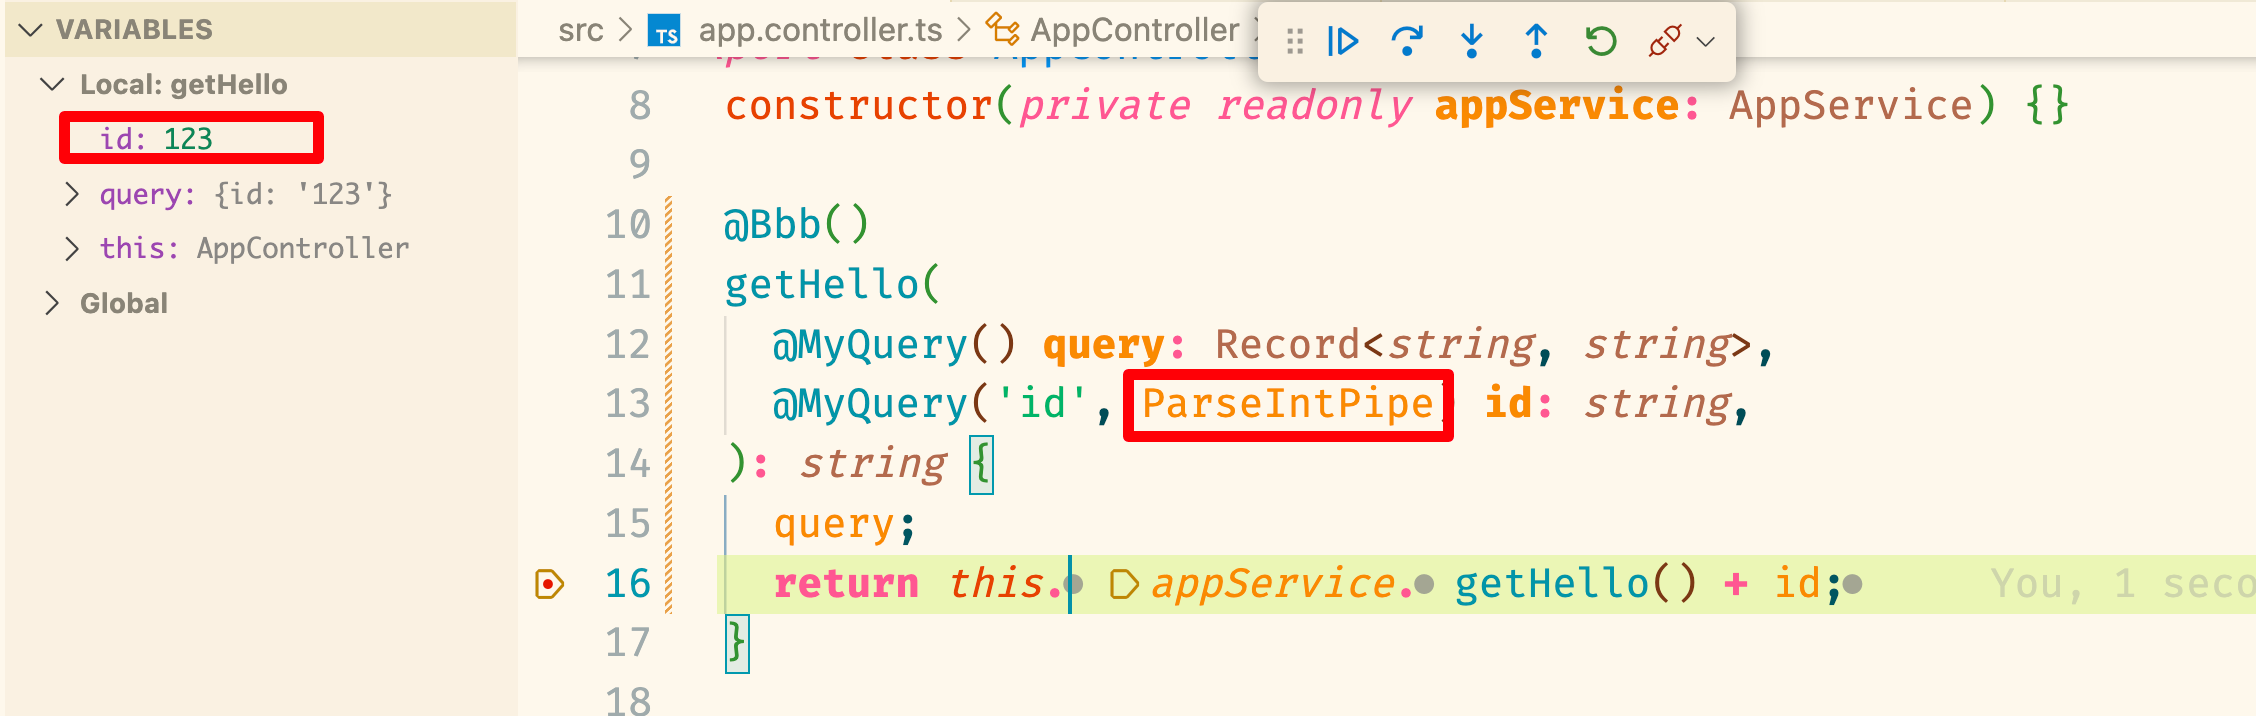 VARIABLES
Local: getHello
id: 123
query: {id: '123'}
this: AppController
Global
src > TS app.controller.ts > AppController
8 constructor(private readonly appService: AppService) {}
9
10 @Bbb()
11 getHello(
12 @MyQuery() query: Record<string, string>,
13 @MyQuery('id', ParseIntPipe id: string,
14 ): string {
15 query;
16 return this.appService.getHello() + id; You, 1 seco
17 }
18